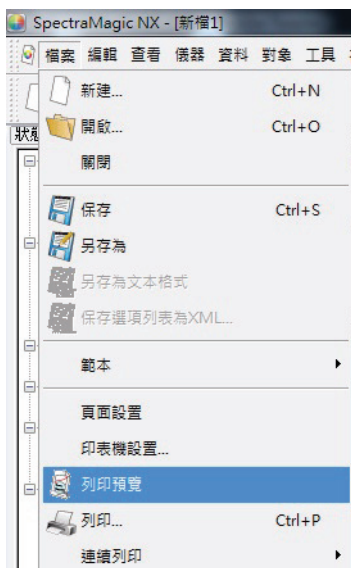 SpectraMagic NX - [新檔1]
檔案 編輯 查看 儀器 資料 對象 工具
新建... Ctrl+N
開啟... Ctrl+O
狀態
關閉
保存 Ctrl+S
另存為
另存為文本格式
保存選項列表為XML...
範本
頁面設置
印表機設置...
列印預覽
列印... Ctrl+P
連續列印